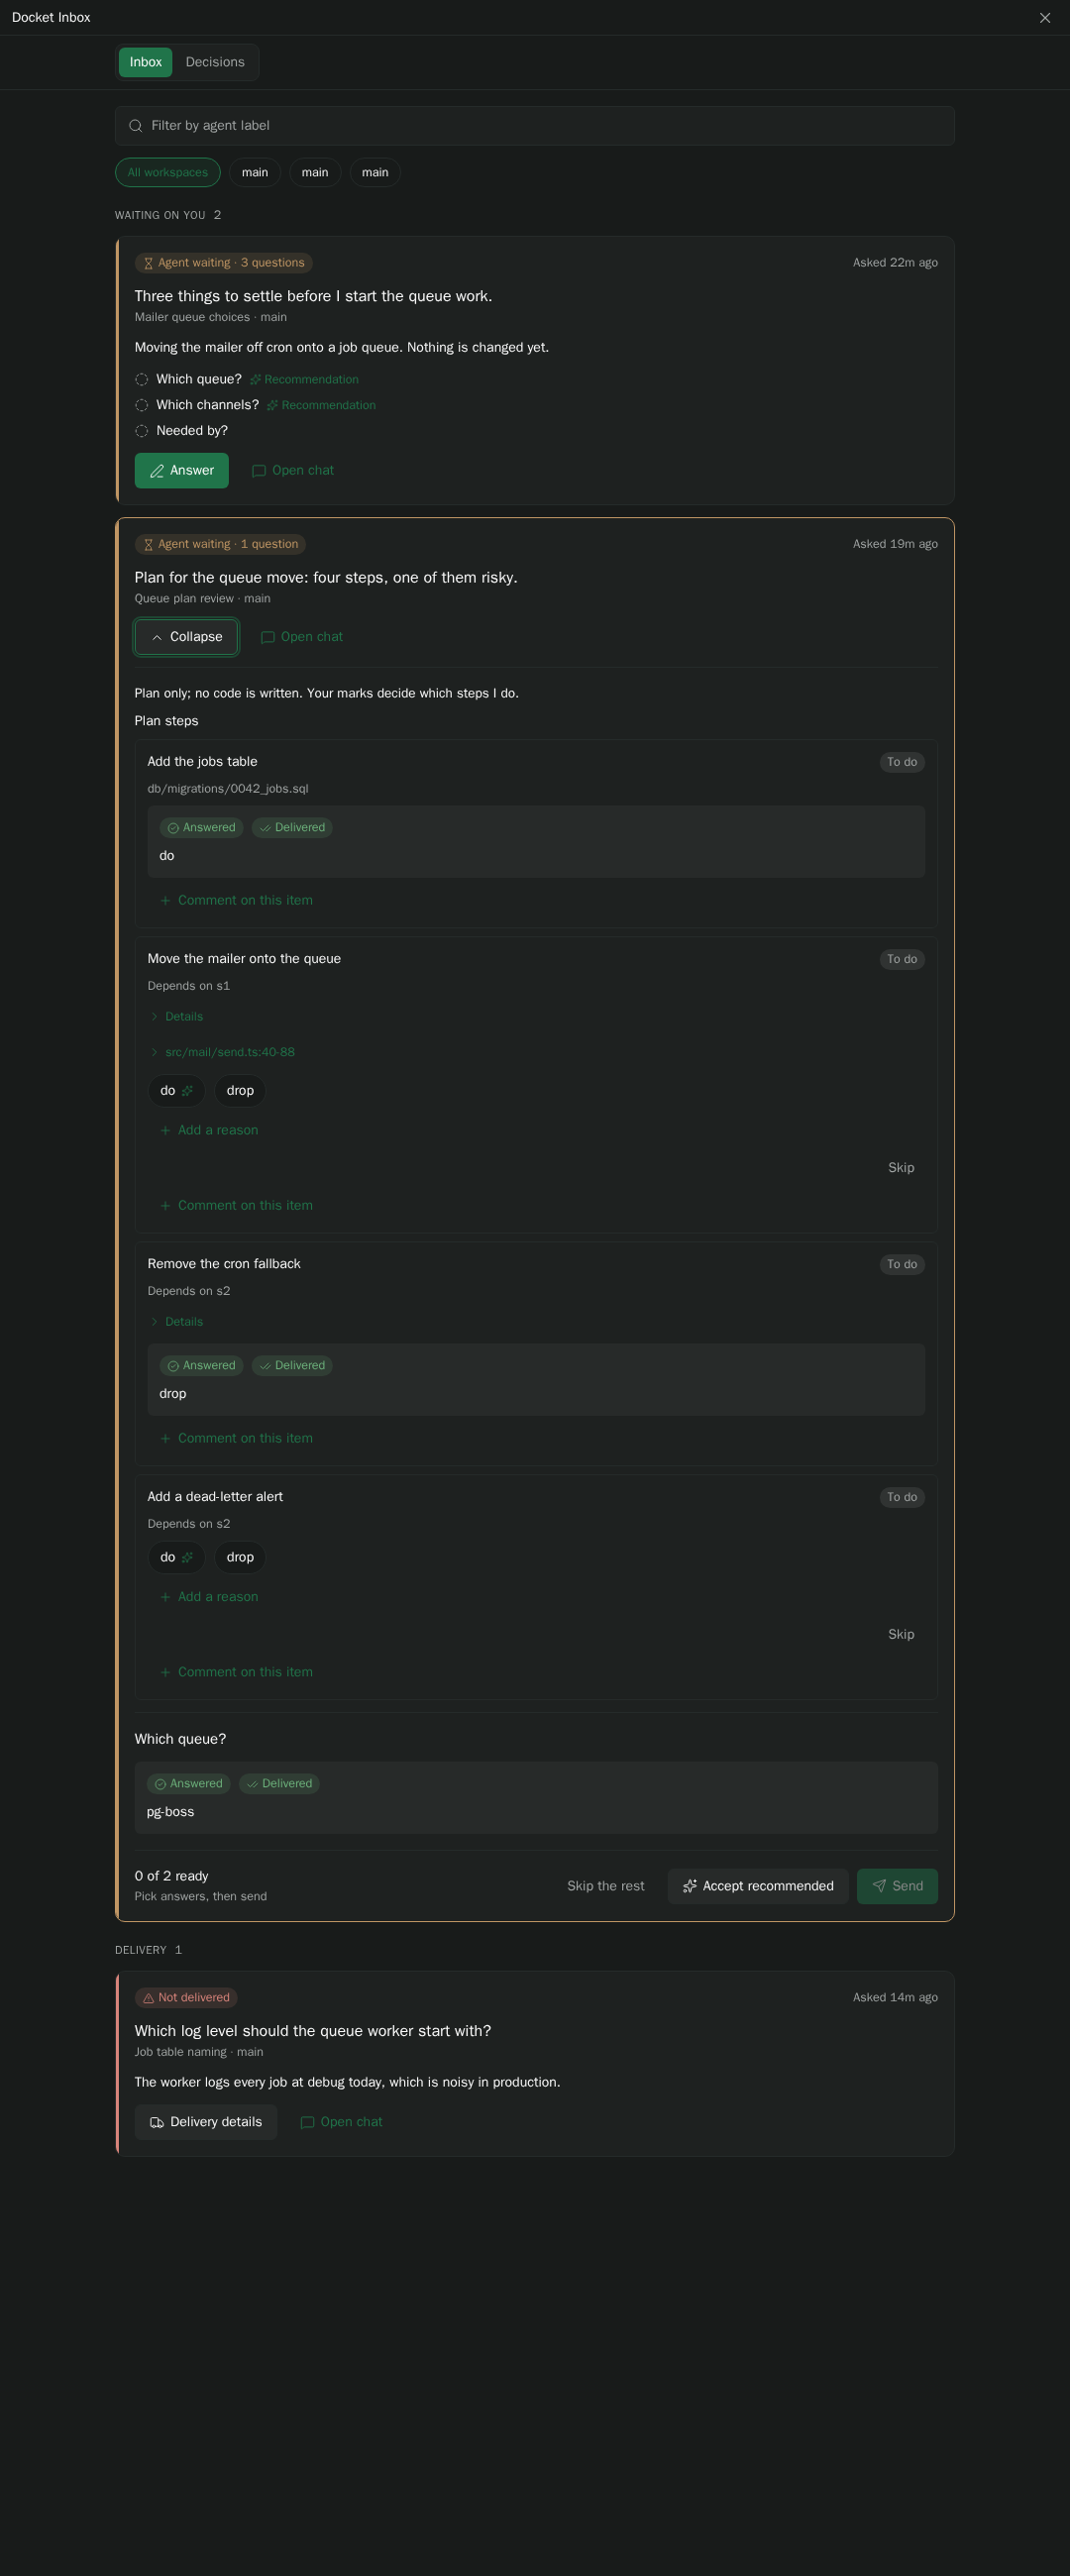 Docket Inbox
Inbox Decisions
Filter by agent label
All workspaces main main main
WAITING ON YOU 2
Agent waiting · 3 questions Asked 22m ago
Three things to settle before I start the queue work.
Mailer queue choices · main
Moving the mailer off cron onto a job queue. Nothing is changed yet.
Which queue? Recommendation
Which channels? Recommendation
Needed by?
Answer Open chat
Agent waiting · 1 question Asked 19m ago
Plan for the queue move: four steps, one of them risky.
Queue plan review · main
Collapse Open chat
Plan only; no code is written. Your marks decide which steps I do.
Plan steps
Add the jobs table To do
db/migrations/0042_jobs.sql
Answered Delivered
do
Comment on this item
Move the mailer onto the queue To do
Depends on s1
Details
src/mail/send.ts:40-88
do drop
Add a reason
Skip
Comment on this item
Remove the cron fallback To do
Depends on s2
Details
Answered Delivered
drop
Comment on this item
Add a dead-letter alert To do
Depends on s2
do drop
Add a reason
Skip
Comment on this item
Which queue?
Answered Delivered
pg-boss
0 of 2 ready
Pick answers, then send
Skip the rest Accept recommended Send
DELIVERY 1
Not delivered Asked 14m ago
Which log level should the queue worker start with?
Job table naming · main
The worker logs every job at debug today, which is noisy in production.
Delivery details Open chat